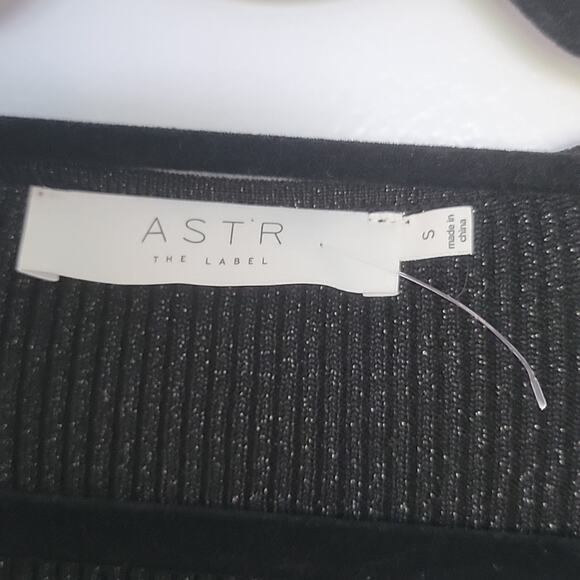 ASTR
THE LABEL
S
made in
china